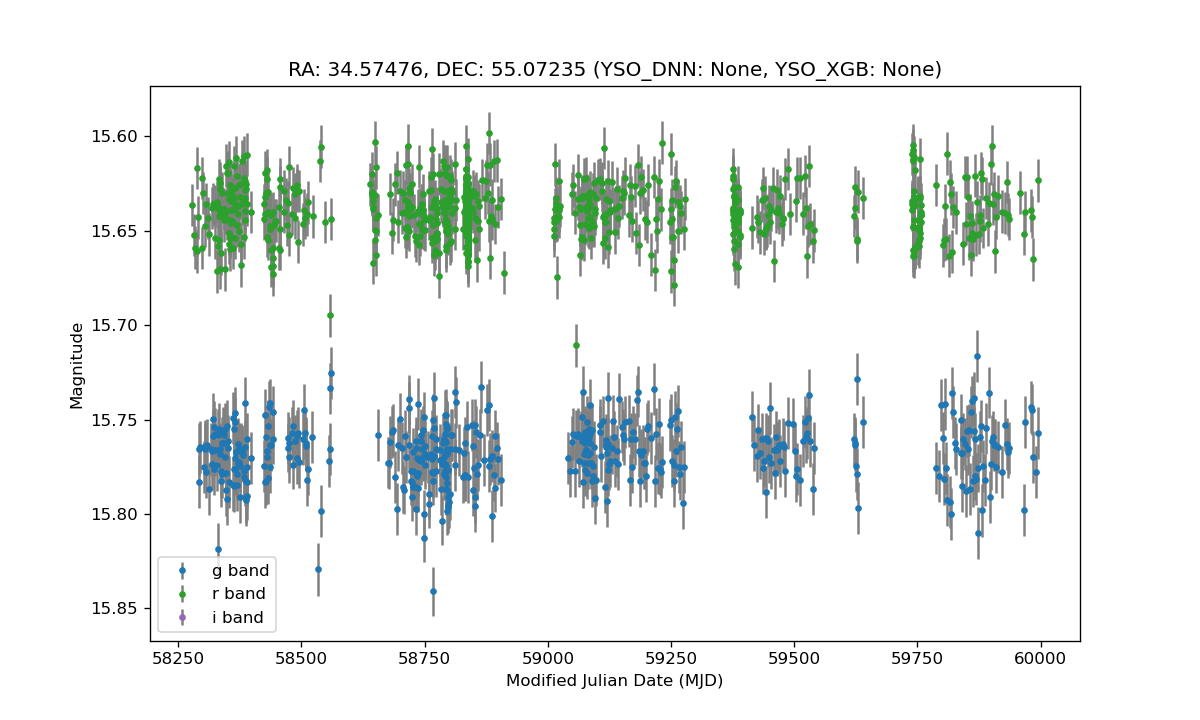 RA: 34.57476, DEC: 55.07235 (YSO_DNN: None, YSO_XGB: None)
15.60
15.65
15.70
15.75
15.80
15.85
Magnitude
g band
r band
i band
58250 58500 58750 59000 59250 59500 59750 60000
Modified Julian Date (MJD)